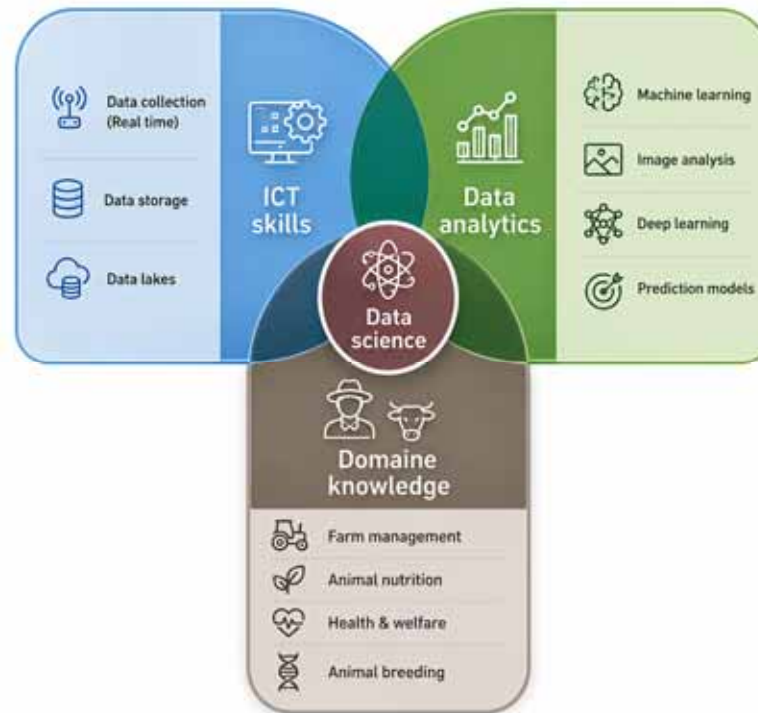 Data collection
(Real time)
Data storage
Data lakes
ICT
skills
Data
analytics
Machine learning
Image analysis
Deep learning
Prediction models
Data
science
Domaine
knowledge
Farm management
Animal nutrition
Health & welfare
Animal breeding